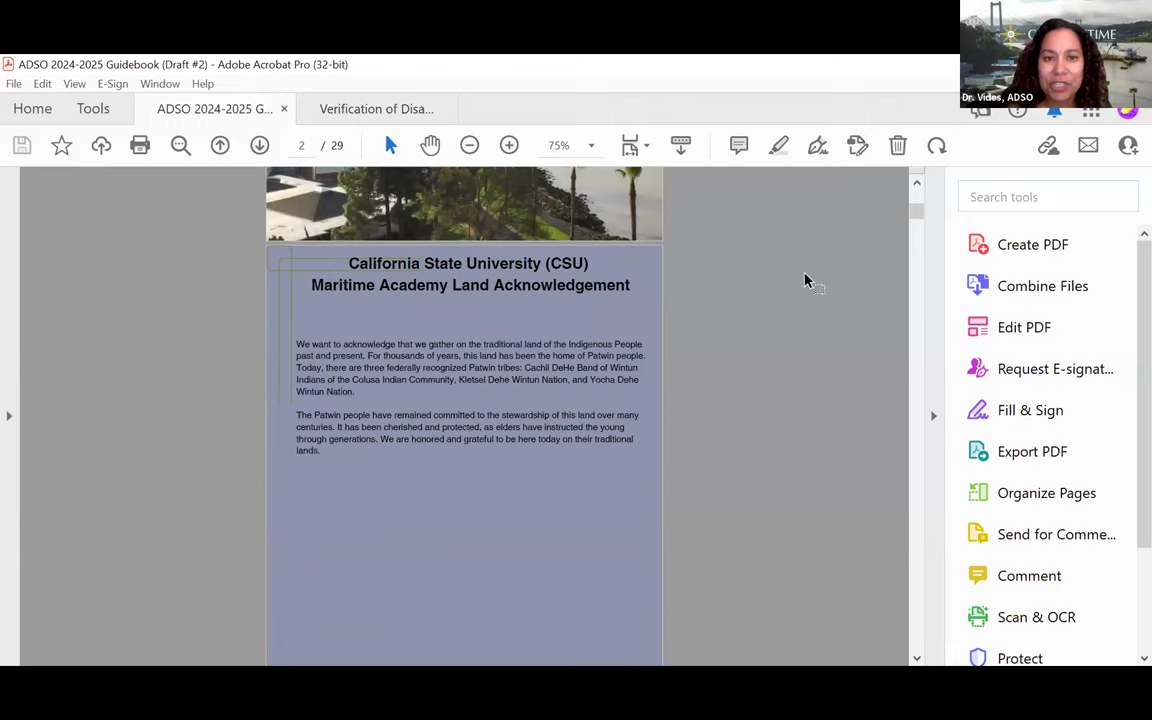 ADSO 2024-2025 Guidebook (Draft #2) - Adobe Acrobat Pro (32-bit)
File Edit View E-Sign Window Help
Home Tools ADSO 2024-2025 G... × Verification of Disa...
2 / 29 75%
Dr. Vides, ADSO
Search tools
Create PDF
Combine Files
Edit PDF
Request E-signat...
Fill & Sign
Export PDF
Organize Pages
Send for Comme...
Comment
Scan & OCR
Protect
California State University (CSU)
Maritime Academy Land Acknowledgement
We want to acknowledge that we gather on the traditional land of the Indigenous People
past and present. For thousands of years, this land has been the home of Patwin people.
Today, there are three federally recognized Patwin tribes: Cachil DeHe Band of Wintun
Indians of the Colusa Indian Community, Kletsel Dehe Wintun Nation, and Yocha Dehe
Wintun Nation.
The Patwin people have remained committed to the stewardship of this land over many
centuries. It has been cherished and protected, as elders have instructed the young
through generations. We are honored and grateful to be here today on their traditional
lands.